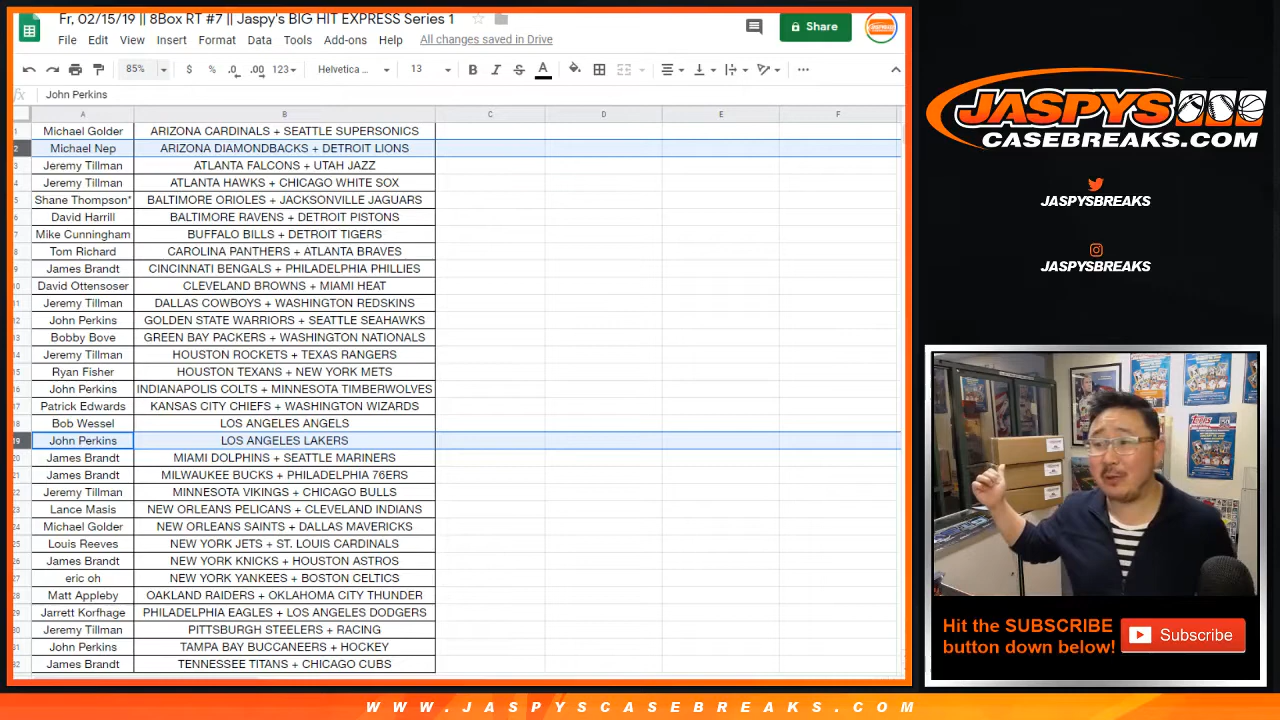 Fr, 02/15/19 || 8Box RT #7 || Jaspy's BIG HIT EXPRESS Series 1
File Edit View Insert Format Data Tools Add-ons Help All changes saved in Drive
Share
85% $ % .0 .00 123 Helvetica ... 13 B I S A
fx John Perkins
A B C D E F
1 Michael Golder ARIZONA CARDINALS + SEATTLE SUPERSONICS
2 Michael Nep ARIZONA DIAMONDBACKS + DETROIT LIONS
3 Jeremy Tillman ATLANTA FALCONS + UTAH JAZZ
4 Jeremy Tillman ATLANTA HAWKS + CHICAGO WHITE SOX
5 Shane Thompson* BALTIMORE ORIOLES + JACKSONVILLE JAGUARS
6 David Harrill BALTIMORE RAVENS + DETROIT PISTONS
7 Mike Cunningham BUFFALO BILLS + DETROIT TIGERS
8 Tom Richard CAROLINA PANTHERS + ATLANTA BRAVES
9 James Brandt CINCINNATI BENGALS + PHILADELPHIA PHILLIES
10 David Ottensoser CLEVELAND BROWNS + MIAMI HEAT
11 Jeremy Tillman DALLAS COWBOYS + WASHINGTON REDSKINS
12 John Perkins GOLDEN STATE WARRIORS + SEATTLE SEAHAWKS
13 Bobby Bove GREEN BAY PACKERS + WASHINGTON NATIONALS
14 Jeremy Tillman HOUSTON ROCKETS + TEXAS RANGERS
15 Ryan Fisher HOUSTON TEXANS + NEW YORK METS
16 John Perkins INDIANAPOLIS COLTS + MINNESOTA TIMBERWOLVES
17 Patrick Edwards KANSAS CITY CHIEFS + WASHINGTON WIZARDS
18 Bob Wessel LOS ANGELES ANGELS
19 John Perkins LOS ANGELES LAKERS
20 James Brandt MIAMI DOLPHINS + SEATTLE MARINERS
21 James Brandt MILWAUKEE BUCKS + PHILADELPHIA 76ERS
22 Jeremy Tillman MINNESOTA VIKINGS + CHICAGO BULLS
23 Lance Masis NEW ORLEANS PELICANS + CLEVELAND INDIANS
24 Michael Golder NEW ORLEANS SAINTS + DALLAS MAVERICKS
25 Louis Reeves NEW YORK JETS + ST. LOUIS CARDINALS
26 James Brandt NEW YORK KNICKS + HOUSTON ASTROS
27 eric oh NEW YORK YANKEES + BOSTON CELTICS
28 Matt Appleby OAKLAND RAIDERS + OKLAHOMA CITY THUNDER
29 Jarrett Korfhage PHILADELPHIA EAGLES + LOS ANGELES DODGERS
30 Jeremy Tillman PITTSBURGH STEELERS + RACING
31 John Perkins TAMPA BAY BUCCANEERS + HOCKEY
32 James Brandt TENNESSEE TITANS + CHICAGO CUBS
JASPYS
CASEBREAKS.COM
JASPYSBREAKS
JASPYSBREAKS
Topps
Hit the SUBSCRIBE
button down below!
Subscribe
WWW.JASPYSCASEBREAKS.COM